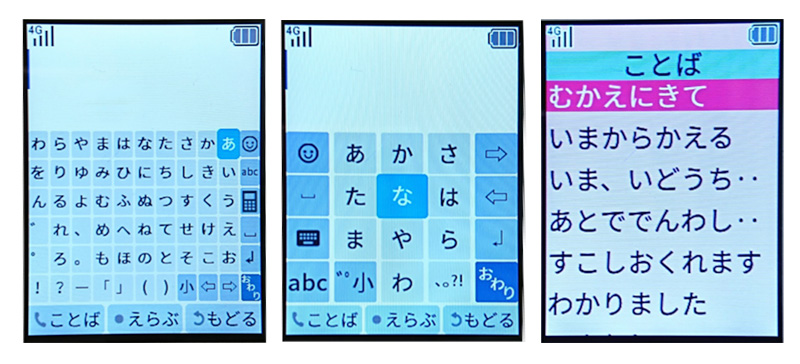 4G
わらやまはなたさかあ
をりゆみひにちしきいabc
んるよむふぬつすくう
゛れ、めへねてせけえ
゜ろ。もほのとそこお
!?ー「」()小⇦⇨おわり
ことば えらぶ もどる
4G
あかさ⇨
たなは⇦
まやら
abc ゛゜小 わ 、。?! おわり
ことば えらぶ もどる
4G
ことば
むかえにきて
いまからかえる
いま、いどうち‥
あとででんわし‥
すこしおくれます
わかりました